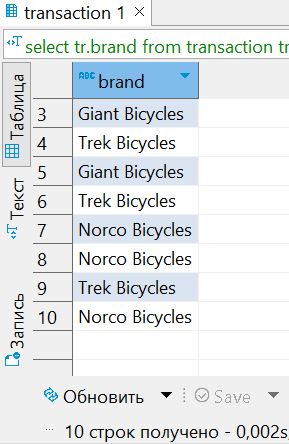 transaction 1
select tr.brand from transaction tr
ABC brand
3 Giant Bicycles
4 Trek Bicycles
5 Giant Bicycles
6 Trek Bicycles
7 Norco Bicycles
8 Norco Bicycles
9 Trek Bicycles
10 Norco Bicycles
Таблица
Текст
Запись
Обновить Save
10 строк получено - 0,002s